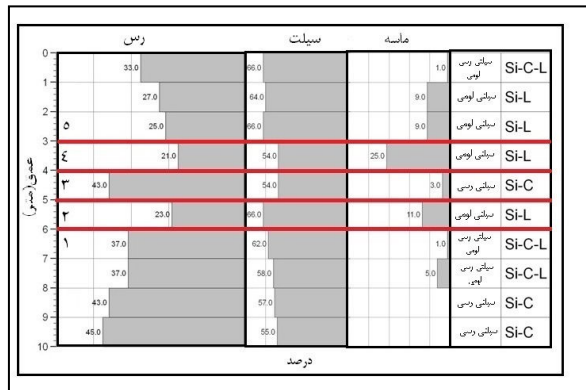 رس سیلت ماسه
0 33.0 66.0 1.0 سیلتی رسی لومی Si-C-L
1 27.0 64.0 9.0 سیلتی لومی Si-L
2 ٥ 25.0 66.0 9.0 سیلتی لومی Si-L
3 ٤ 21.0 54.0 25.0 سیلتی لومی Si-L
4 ٣ 43.0 54.0 3.0 سیلتی رسی Si-C
5 ٢ 23.0 66.0 11.0 سیلتی لومی Si-L
6 ١ 37.0 62.0 1.0 سیلتی رسی لومی Si-C-L
7 37.0 58.0 5.0 سیلتی رسی لومی Si-C-L
8 43.0 57.0 سیلتی رسی Si-C
9 45.0 55.0 سیلتی رسی Si-C
10
عمق(متر)
درصد